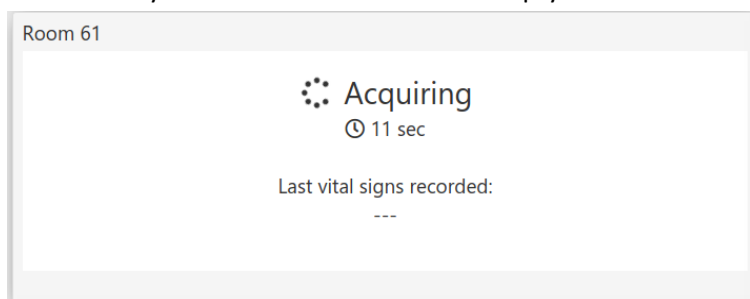 Room 61
Acquiring
11 sec
Last vital signs recorded:
---